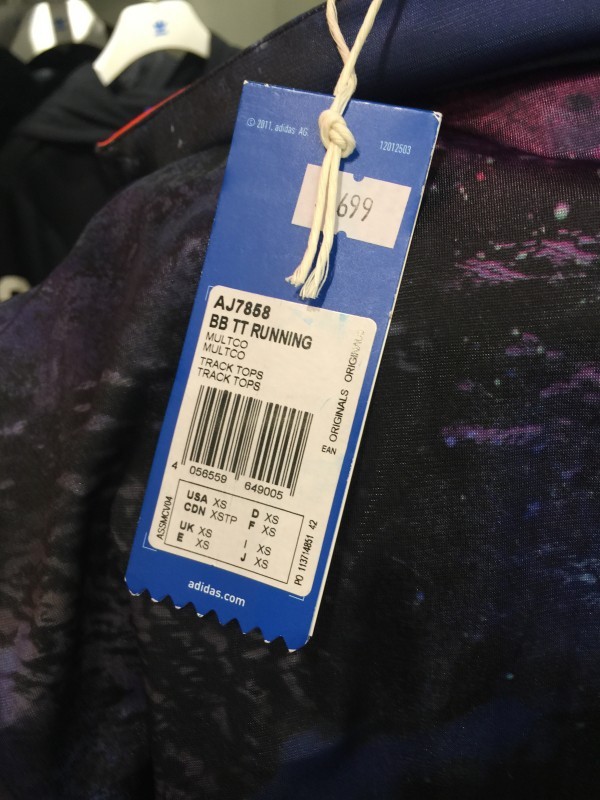 © 2011, adidas AG.
12012503
699
AJ7858
BB TT RUNNING
MULTCO
MULTCO
TRACK TOPS
TRACK TOPS
EAN ORIGINALS ORIGINALS
4 056559 649005
ASSMCV04
USA XS D XS
CDN XSTP F XS
UK XS I XS
E XS J XS
PO 113714851 42
adidas.com